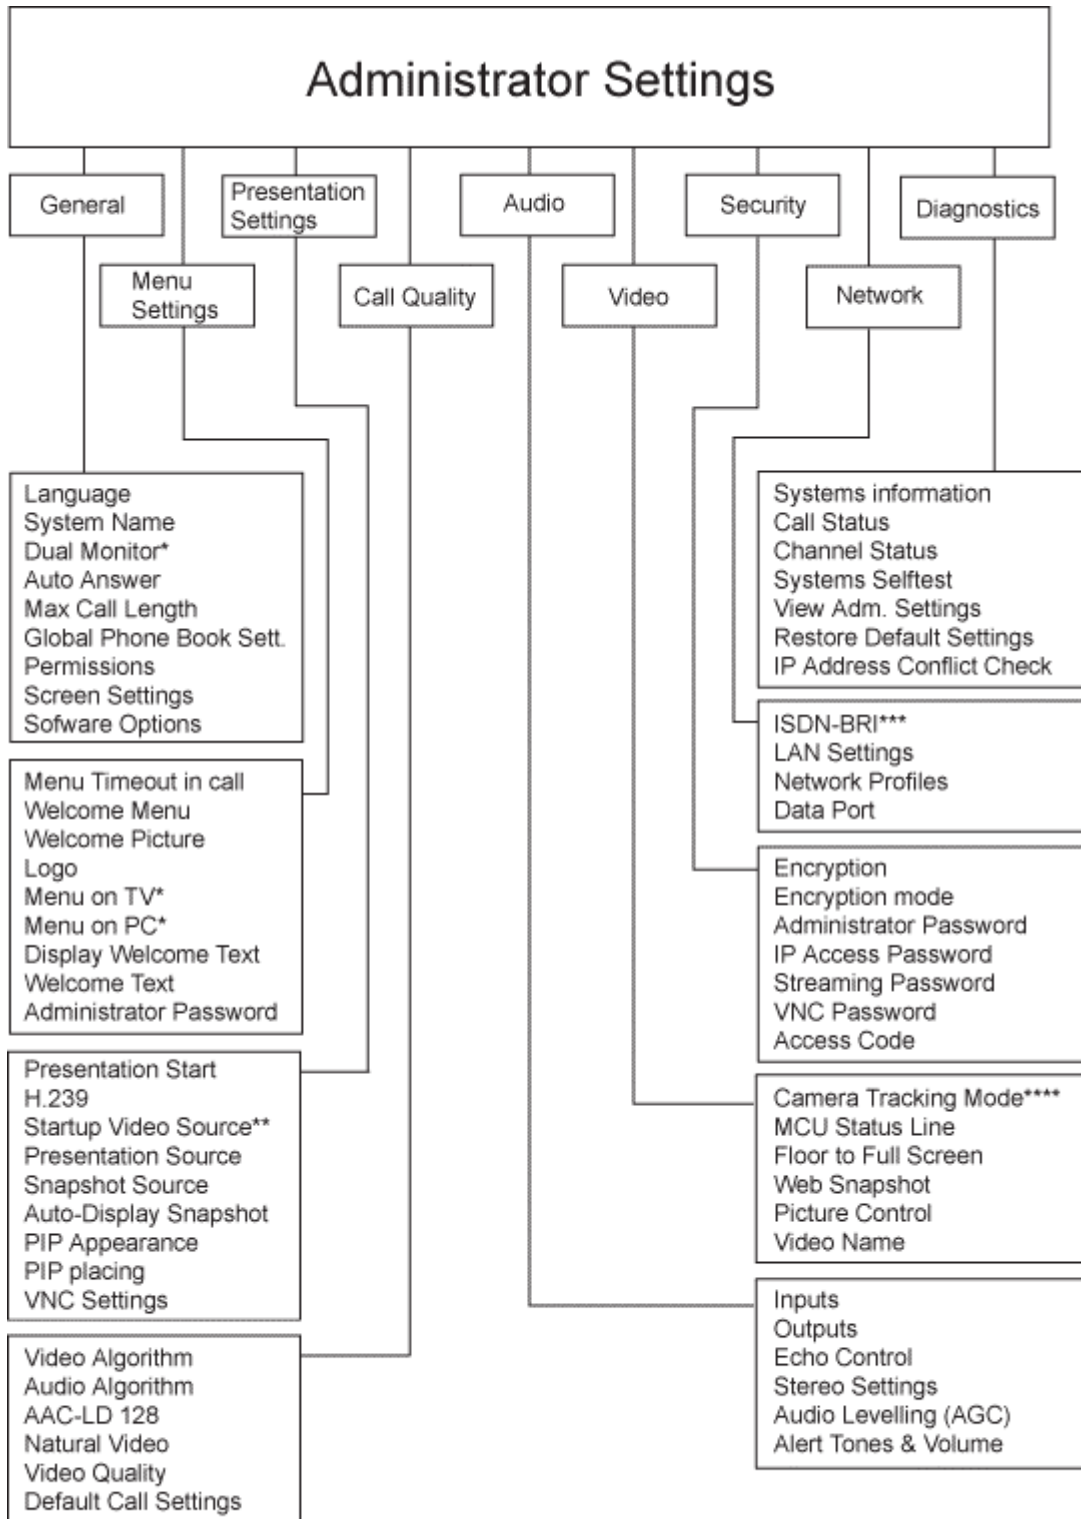 Administrator Settings
General
Presentation
Settings
Audio
Security
Diagnostics
Menu
Settings
Call Quality
Video
Network
Language
System Name
Dual Monitor*
Auto Answer
Max Call Length
Global Phone Book Sett.
Permissions
Screen Settings
Sofware Options
Menu Timeout in call
Welcome Menu
Welcome Picture
Logo
Menu on TV*
Menu on PC*
Display Welcome Text
Welcome Text
Administrator Password
Presentation Start
H.239
Startup Video Source**
Presentation Source
Snapshot Source
Auto-Display Snapshot
PIP Appearance
PIP placing
VNC Settings
Video Algorithm
Audio Algorithm
AAC-LD 128
Natural Video
Video Quality
Default Call Settings
Systems information
Call Status
Channel Status
Systems Selftest
View Adm. Settings
Restore Default Settings
IP Address Conflict Check
ISDN-BRI***
LAN Settings
Network Profiles
Data Port
Encryption
Encryption mode
Administrator Password
IP Access Password
Streaming Password
VNC Password
Access Code
Camera Tracking Mode****
MCU Status Line
Floor to Full Screen
Web Snapshot
Picture Control
Video Name
Inputs
Outputs
Echo Control
Stereo Settings
Audio Levelling (AGC)
Alert Tones & Volume